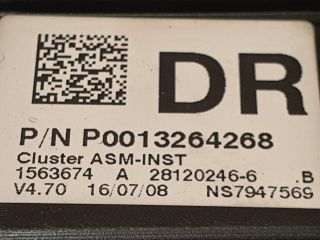 DR
P/N P0013264268
Cluster ASM-INST
1563674 A 28120246-6 .B
V4.70 16/07/08 NS7947569